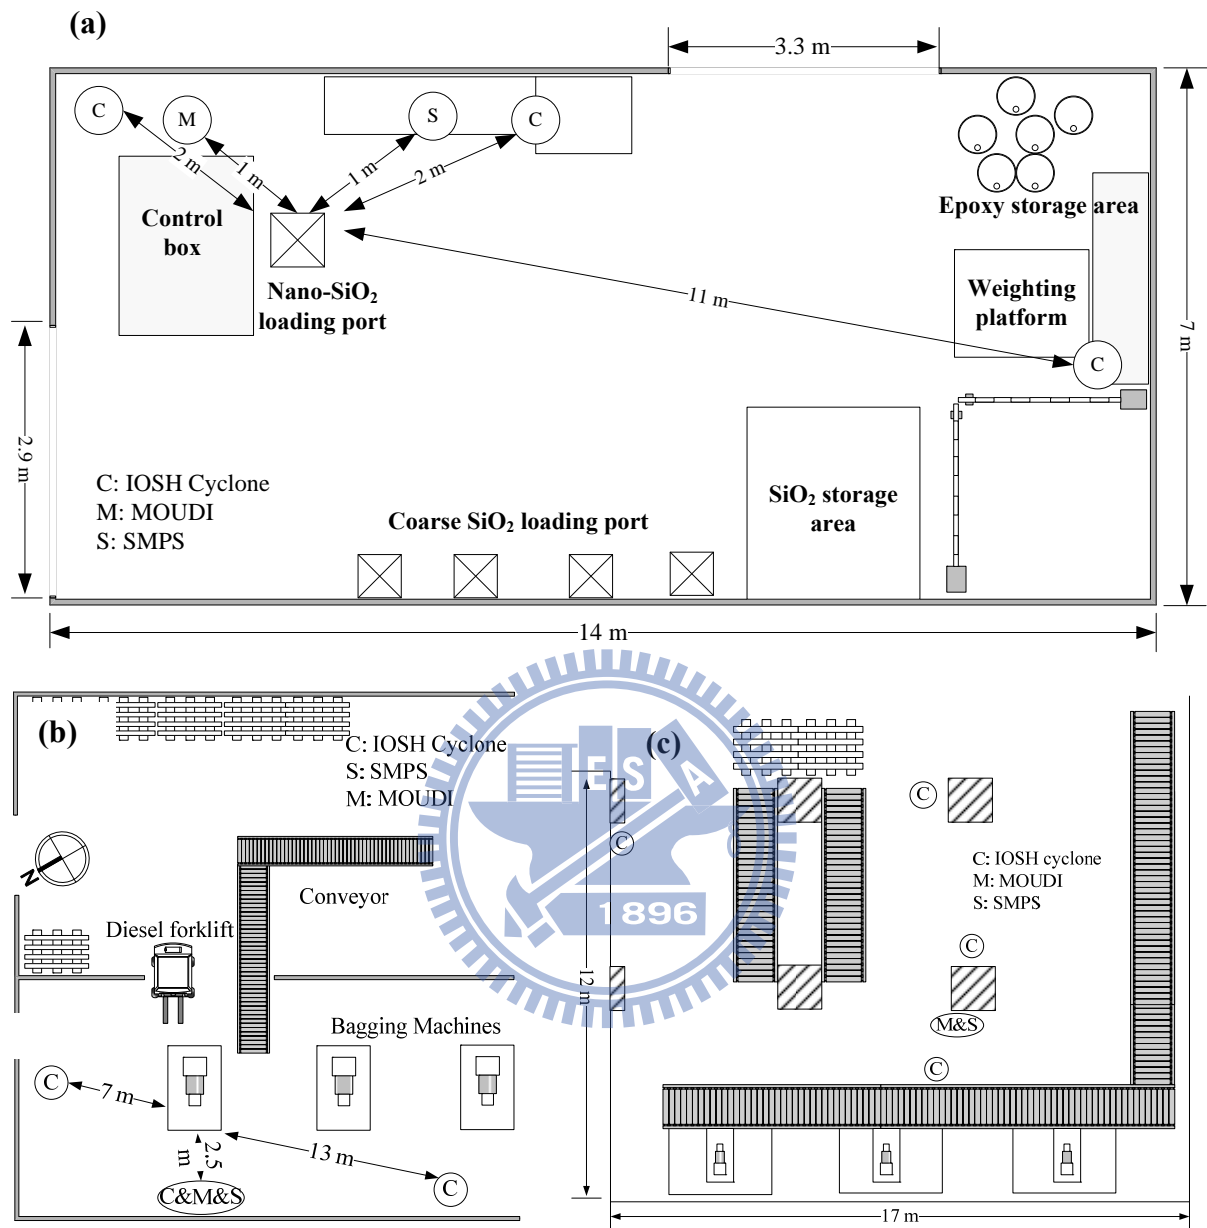 (a)
3.3 m
C
M
S
C
2 m
1 m
1 m
2 m
Control
box
Nano-SiO2
loading port
11 m
Epoxy storage area
Weighting
platform
C
7 m
2.9 m
C: IOSH Cyclone
M: MOUDI
S: SMPS
Coarse SiO2 loading port
SiO2 storage
area
14 m
(b)
C: IOSH Cyclone
S: SMPS
M: MOUDI
N
Conveyor
Diesel forklift
Bagging Machines
C
7 m
2.5
m
13 m
C&M&S
C
(c)
C
C
C: IOSH cyclone
M: MOUDI
S: SMPS
C
M&S
C
12 m
17 m
E S A
1896